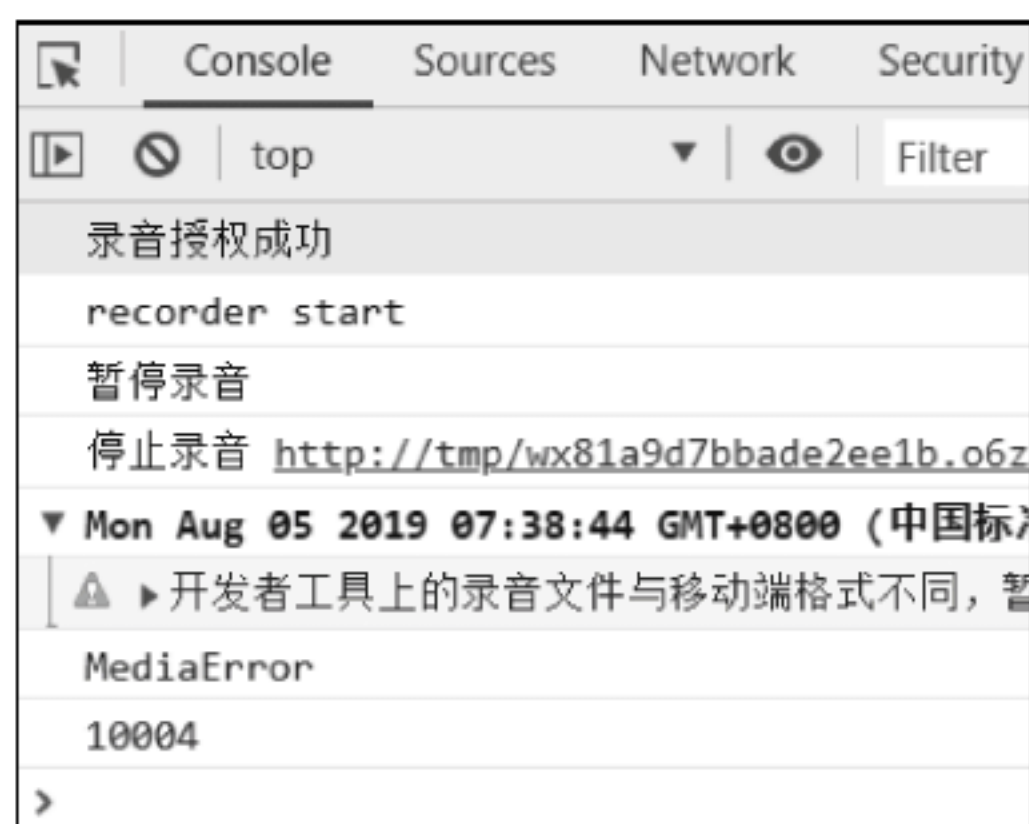 Console Sources Network Security
top Filter
录音授权成功
recorder start
暂停录音
停止录音 http://tmp/wx81a9d7bbade2ee1b.o6z
Mon Aug 05 2019 07:38:44 GMT+0800 (中国标
开发者工具上的录音文件与移动端格式不同，暂
MediaError
10004
>